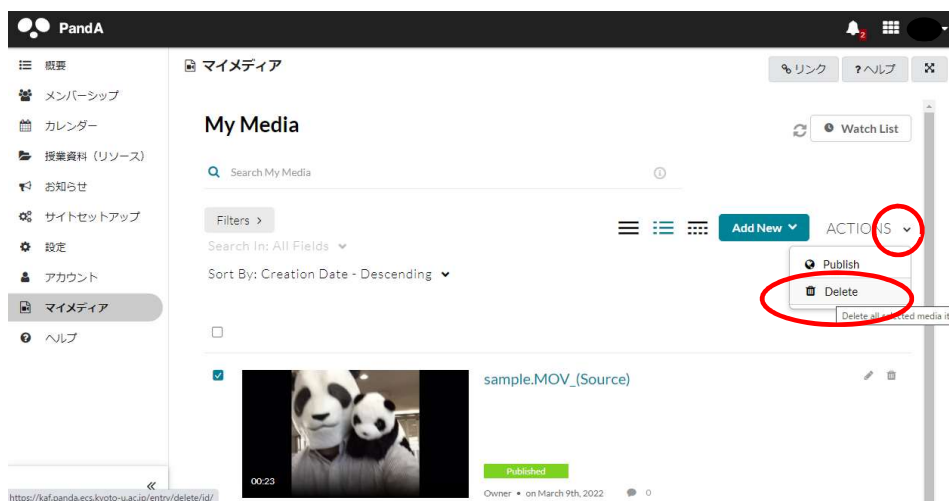 PandA
2
概要
メンバーシップ
カレンダー
授業資料（リソース）
お知らせ
サイトセットアップ
設定
アカウント
マイメディア
ヘルプ
«
https://kaf.panda.ecs.kyoto-u.ac.jp/entry/delete/id/
マイメディア
リンク
?ヘルプ
My Media
Watch List
Search My Media
Filters >
Add New
ACTIONS
Search In: All Fields
Sort By: Creation Date - Descending
Publish
Delete
Delete all selected media it
sample.MOV_(Source)
00:23
Published
Owner • on March 9th, 2022 0